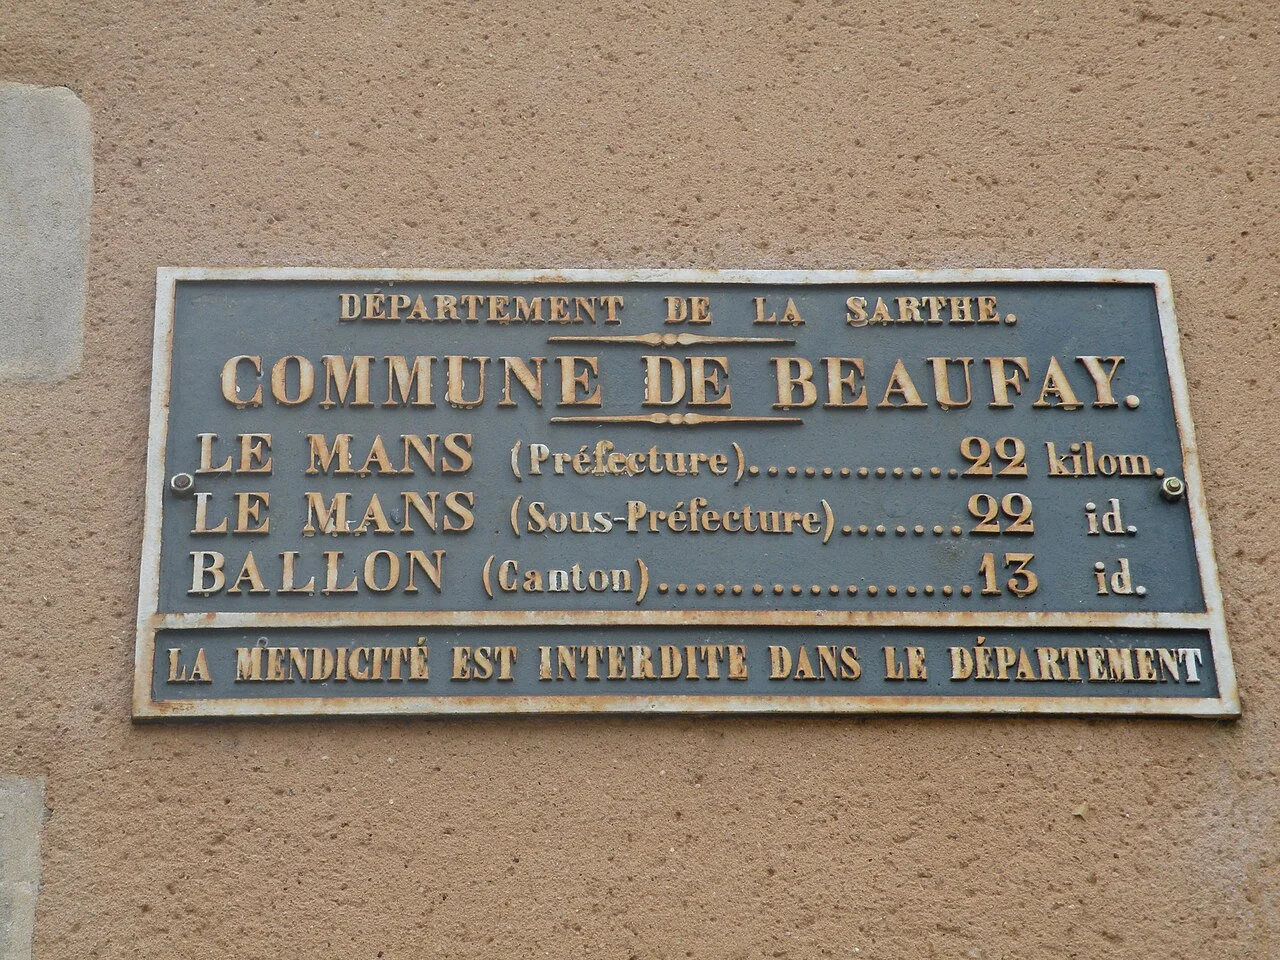 DÉPARTEMENT DE LA SARTHE.
COMMUNE DE BEAUFAY.
LE MANS (Préfecture)............22 kilom.
LE MANS (Sous-Préfecture).......22 id.
BALLON (Canton).................13 id.
LA MENDICITÉ EST INTERDITE DANS LE DÉPARTEMENT